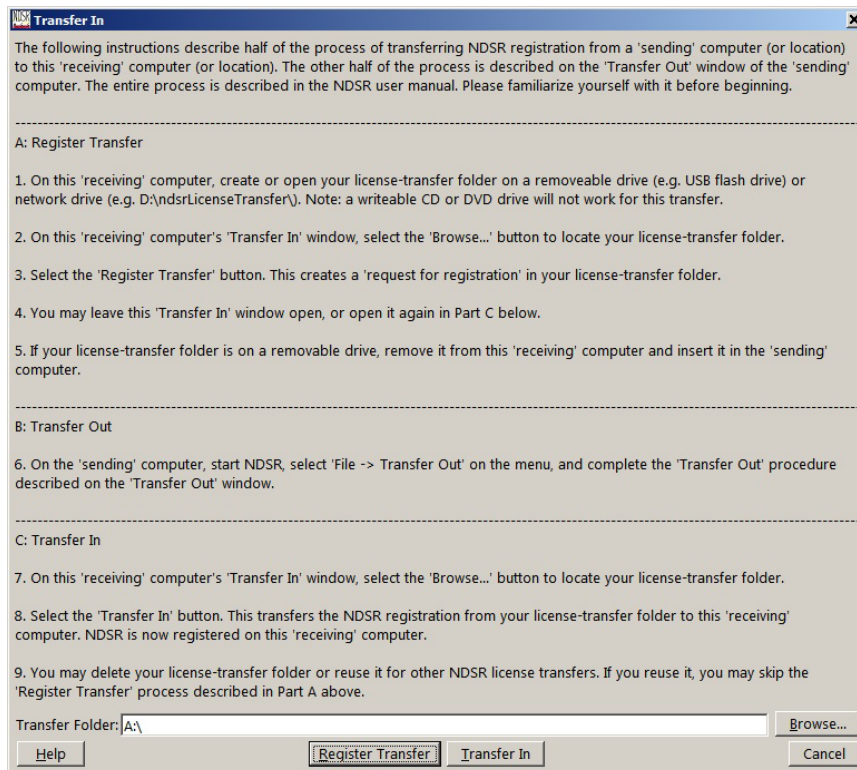 NDSR Transfer In
The following instructions describe half of the process of transferring NDSR registration from a 'sending' computer (or location)
to this 'receiving' computer (or location). The other half of the process is described on the 'Transfer Out' window of the 'sending'
computer. The entire process is described in the NDSR user manual. Please familiarize yourself with it before beginning.
A: Register Transfer
1. On this 'receiving' computer, create or open your license-transfer folder on a removeable drive (e.g. USB flash drive) or
network drive (e.g. D:\ndsrLicenseTransfer\). Note: a writeable CD or DVD drive will not work for this transfer.
2. On this 'receiving' computer's 'Transfer In' window, select the 'Browse...' button to locate your license-transfer folder.
3. Select the 'Register Transfer' button. This creates a 'request for registration' in your license-transfer folder.
4. You may leave this 'Transfer In' window open, or open it again in Part C below.
5. If your license-transfer folder is on a removable drive, remove it from this 'receiving' computer and insert it in the 'sending'
computer.
B: Transfer Out
6. On the 'sending' computer, start NDSR, select 'File -> Transfer Out' on the menu, and complete the 'Transfer Out' procedure
described on the 'Transfer Out' window.
C: Transfer In
7. On this 'receiving' computer's 'Transfer In' window, select the 'Browse...' button to locate your license-transfer folder.
8. Select the 'Transfer In' button. This transfers the NDSR registration from your license-transfer folder to this 'receiving'
computer. NDSR is now registered on this 'receiving' computer.
9. You may delete your license-transfer folder or reuse it for other NDSR license transfers. If you reuse it, you may skip the
'Register Transfer' process described in Part A above.
Transfer Folder: A:\ Browse...
Help Register Transfer Transfer In Cancel